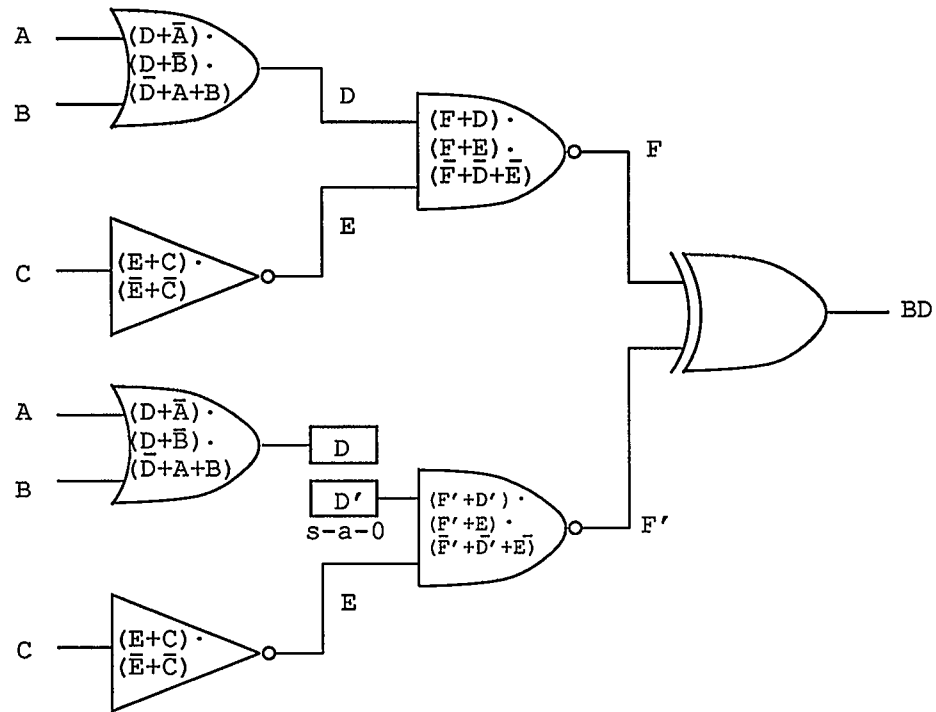 A
(D+A̅)·
(D+B̅)·
(D̅+A+B)
B
D
(F+D)·
(F+E)·
(F̅+D̅+E̅)
F
E
C
(E+C)·
(E̅+C̅)
BD
A
(D+A̅)·
(D+B̅)·
(D̅+A+B)
B
D
D'
s-a-0
(F'+D')·
(F'+E)·
(F̅'+D̅'+E̅)
F'
E
C
(E+C)·
(E̅+C̅)